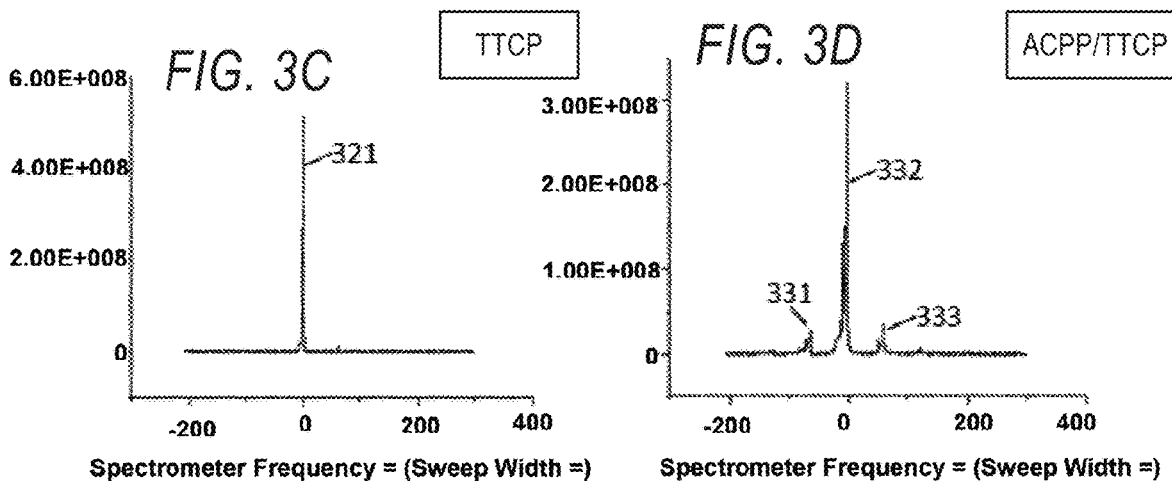 FIG. 3C
TTCP
6.00E+008
4.00E+008
2.00E+008
0
321
-200
0
200
400
Spectrometer Frequency = (Sweep Width =)
FIG. 3D
ACPP/TTCP
3.00E+008
2.00E+008
1.00E+008
0
332
331
333
-200
0
200
400
Spectrometer Frequency = (Sweep Width =)